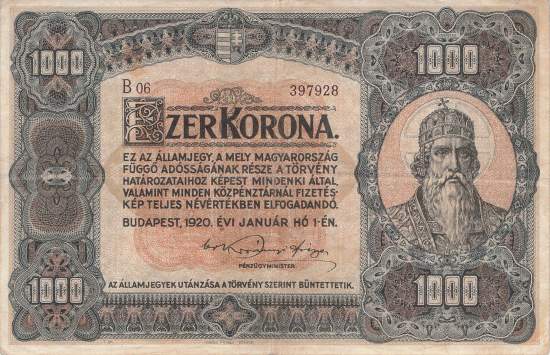 1000
1000
B 06
397928
EZER KORONA.
EZ AZ ÁLLAMJEGY, A MELY MAGYARORSZÁG
FÜGGŐ ADÓSSÁGÁNAK RÉSZE A TÖRVÉNY
HATÁROZATAIHOZ KÉPEST MINDENKI ÁLTAL,
VALAMINT MINDEN KÖZPÉNZTÁRNÁL FIZETÉS-
KÉP TELJES NÉVÉRTÉKBEN ELFOGADANDÓ.
BUDAPEST, 1920. ÉVI JANUÁR HÓ 1-ÉN.
PÉNZÜGYMINISTER.
1000
1000
AZ ÁLLAMJEGYEK UTÁNZÁSA A TÖRVÉNY SZERINT BÜNTETTETIK.